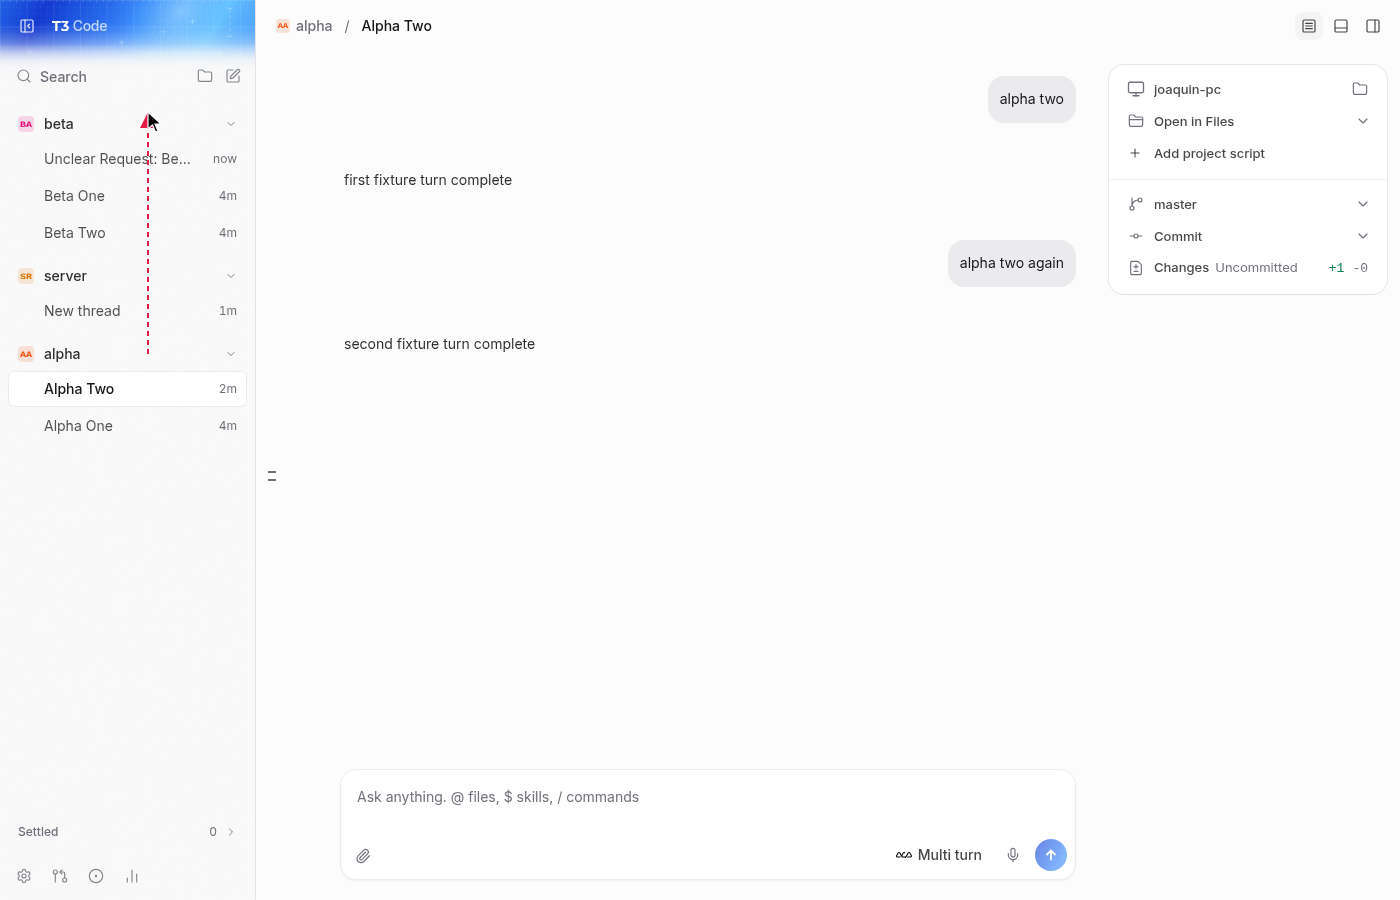 T3 Code
Search
BA beta
Unclear Request: Be... now
Beta One 4m
Beta Two 4m
SR server
New thread 1m
AA alpha
Alpha Two 2m
Alpha One 4m
Settled 0
AA alpha / Alpha Two
alpha two
first fixture turn complete
alpha two again
second fixture turn complete
Ask anything. @ files, $ skills, / commands
Multi turn
joaquin-pc
Open in Files
Add project script
master
Commit
Changes Uncommitted +1 -0